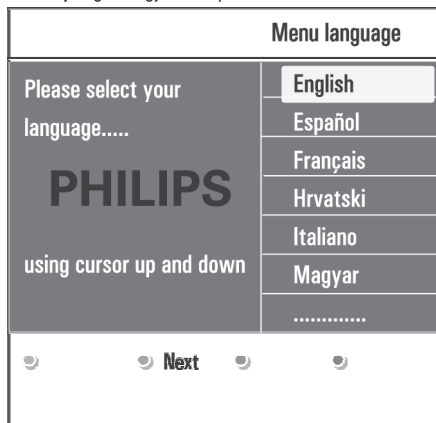 Menu language
Please select your
language.....
PHILIPS
using cursor up and down
English
Español
Français
Hrvatski
Italiano
Magyar
.............
Next